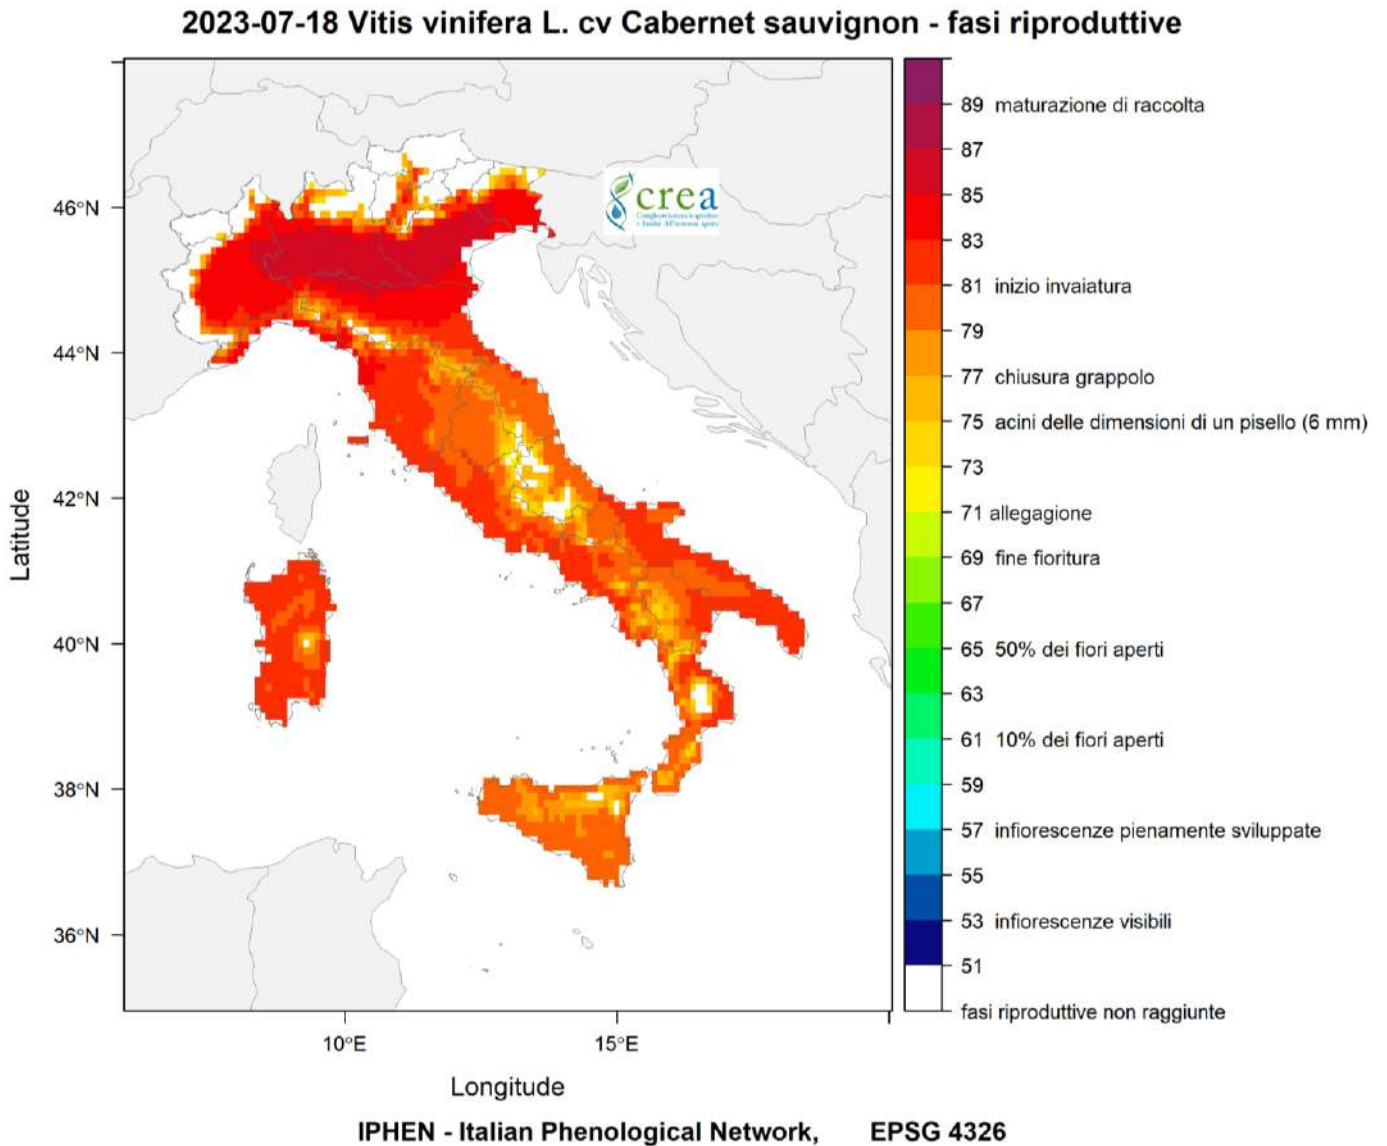 2023-07-18 Vitis vinifera L. cv Cabernet sauvignon - fasi riproduttive
89 maturazione di raccolta
87
85
83
81 inizio invaiatura
79
77 chiusura grappolo
75 acini delle dimensioni di un pisello (6 mm)
73
71 allegagione
69 fine fioritura
67
65 50% dei fiori aperti
63
61 10% dei fiori aperti
59
57 infiorescenze pienamente sviluppate
55
53 infiorescenze visibili
51
fasi riproduttive non raggiunte
crea
46°N
44°N
42°N
40°N
38°N
36°N
Latitude
10°E 15°E
Longitude
IPHEN - Italian Phenological Network, EPSG 4326